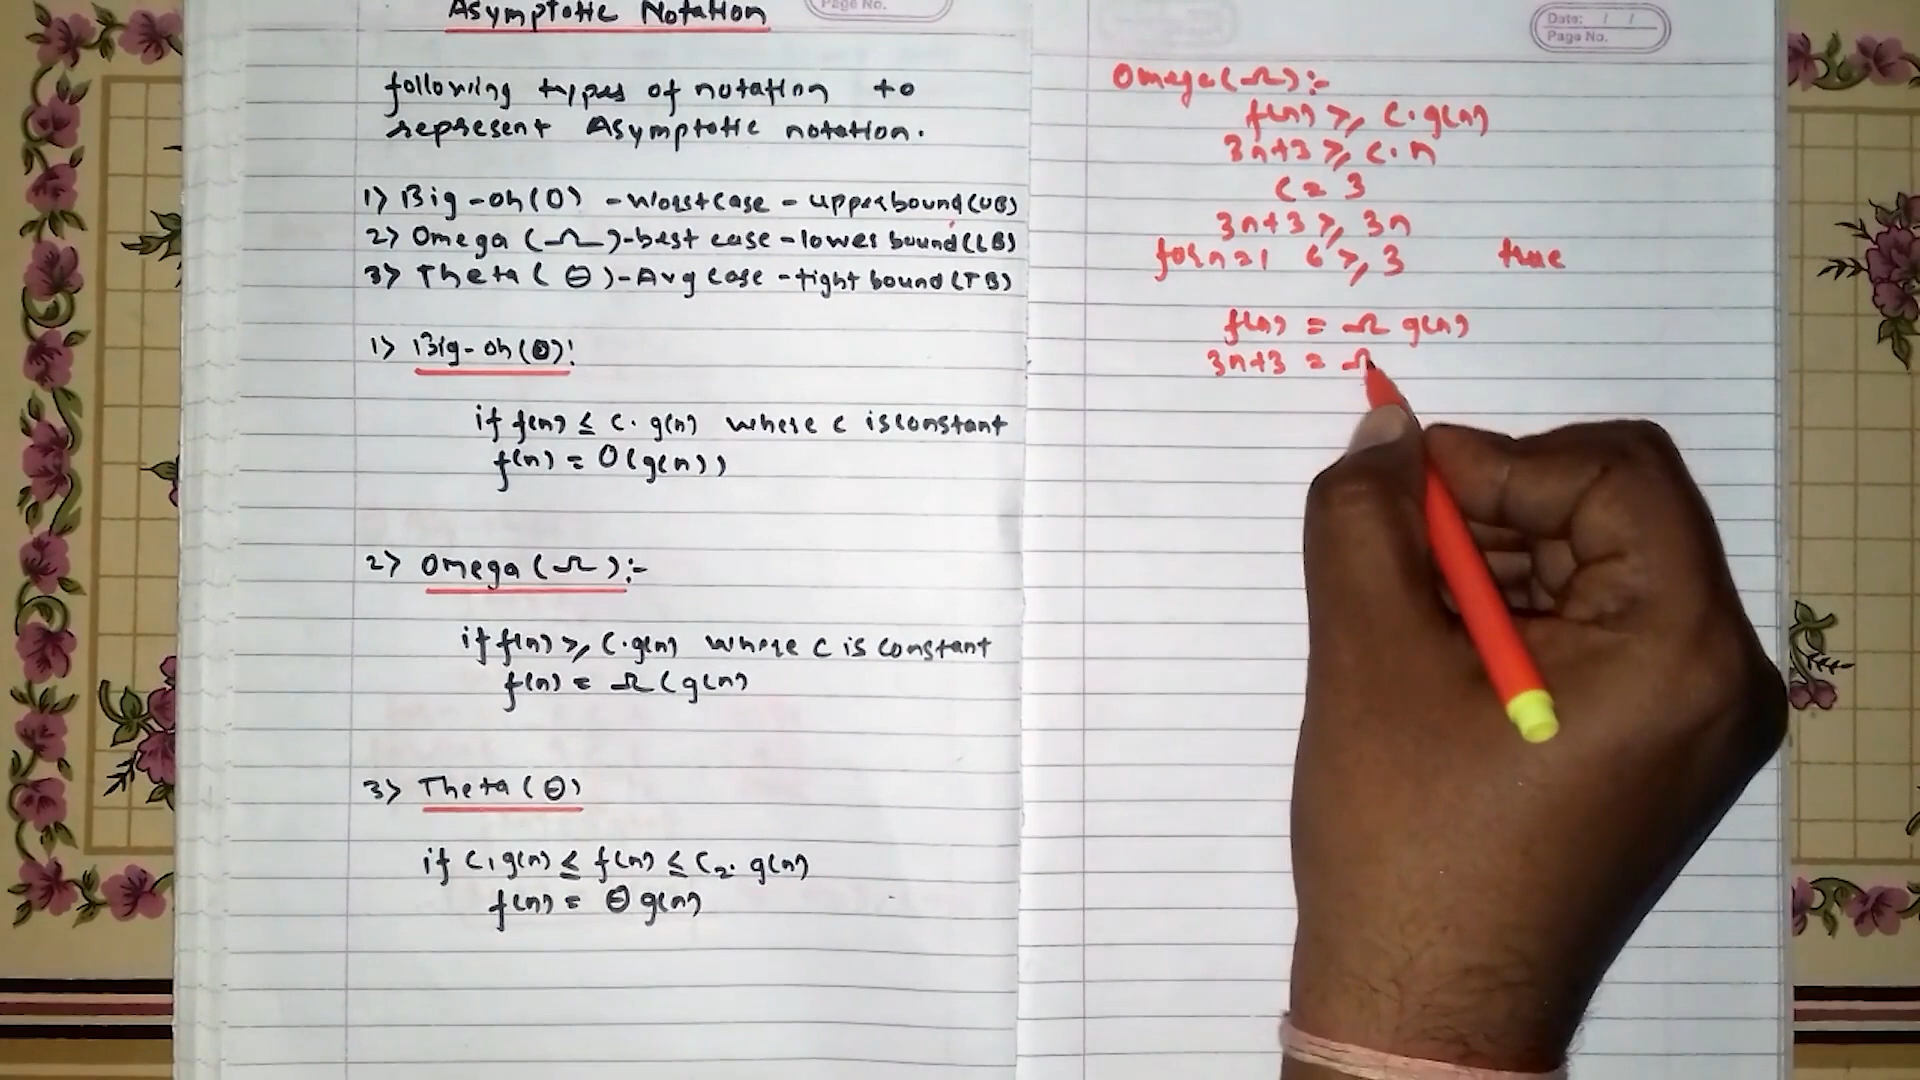 Asymptotic Notation
Page No.
following types of notation to
represent Asymptotic notation.
1) Big-oh(O) - worstcase - upperbound(UB)
2) Omega (Ω)-best case-lower bound(LB)
3) Theta (Θ)-Avg case-tight bound(TB)
1) Big-oh(O):
if f(n) ≤ c. g(n) where c is constant
f(n) = O(g(n))
2) Omega (Ω):-
if f(n) ≥ c.g(n) where c is constant
f(n) = Ω(g(n)
3) Theta (Θ)
if c₁g(n) ≤ f(n) ≤ c₂. g(n)
f(n) = Θ g(n)
Date: / /
Page No.
Omega(Ω):-
f(n) ≥ c.g(n)
3n+3 ≥ c.n
c = 3
3n+3 ≥ 3n
for n=1 6 ≥ 3 true
f(n) = Ω g(n)
3n+3 = Ω